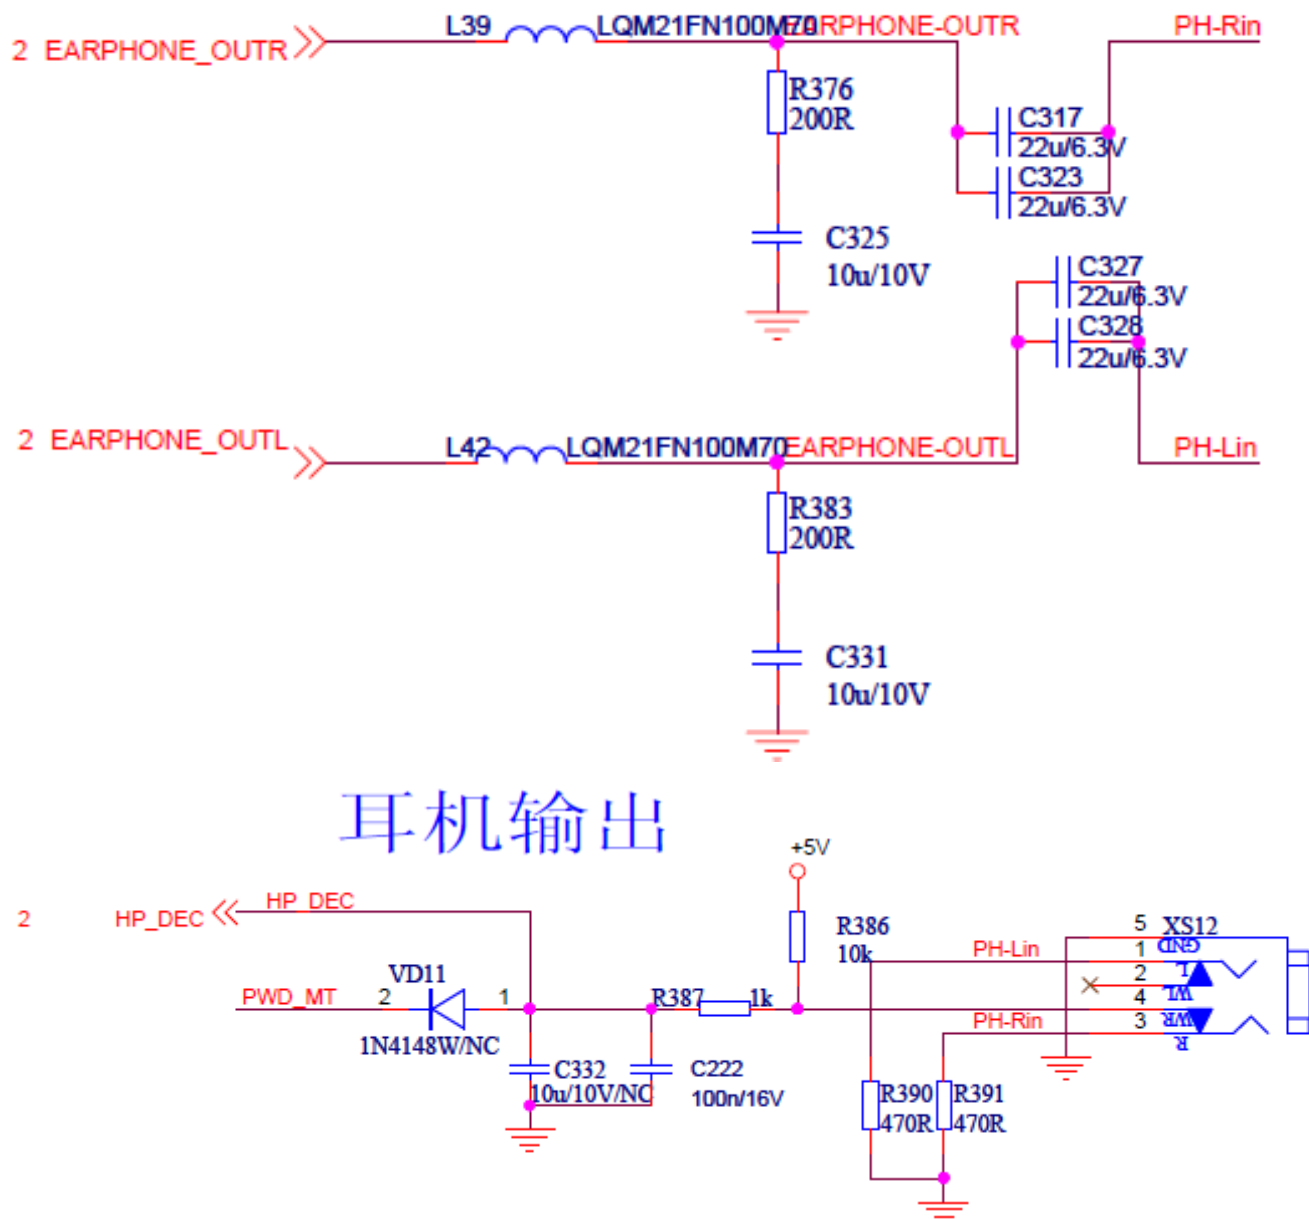 L39 LQM21FN100M70 EARPHONE-OUTR PH-Rin
2 EARPHONE_OUTR
R376
200R
C317
22u/6.3V
C323
22u/6.3V
C325
10u/10V
C327
22u/6.3V
C328
22u/6.3V
2 EARPHONE_OUTL L42 LQM21FN100M70 EARPHONE-OUTL PH-Lin
R383
200R
C331
10u/10V
耳机输出
+5V
2 HP_DEC HP_DEC
R386
10k
5 XS12
GND
PH-Lin 1
L
2
WL
VD11
PWD_MT 2 1
1N4148W/NC
R387 1k
4
WR
PH-Rin 3
R
C332
10u/10V/NC
C222
100n/16V
R390
470R
R391
470R